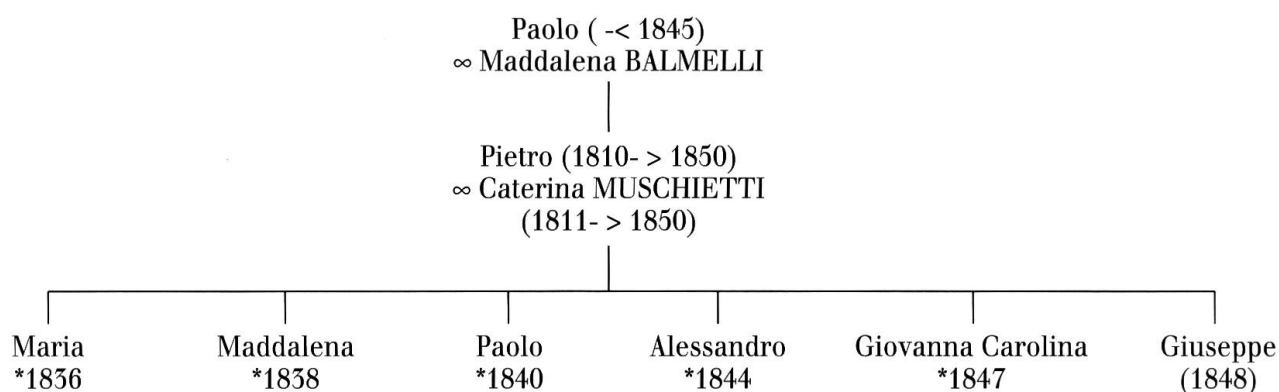 Paolo ( -< 1845)
∞ Maddalena BALMELLI
Pietro (1810- > 1850)
∞ Caterina MUSCHIETTI
(1811- > 1850)
Maria Maddalena Paolo Alessandro Giovanna Carolina Giuseppe
*1836 *1838 *1840 *1844 *1847 (1848)